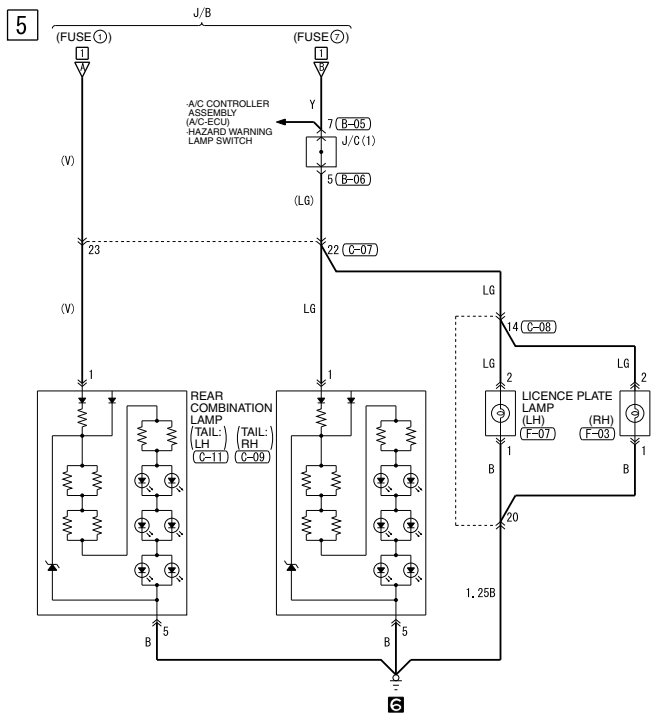 5
J/B
(FUSE①) (FUSE⑦)
1 1
A B
·A/C CONTROLLER
ASSEMBLY
(A/C-ECU)
·HAZARD WARNING
LAMP SWITCH
Y
7 B-05
J/C(1)
5 B-06
(V)
(LG)
23
22 C-07
LG
14 C-08
(V)
LG
LG
LG
1
1
2
2
REAR
COMBINATION
LAMP
(TAIL: LH) (TAIL: RH)
C-11 C-09
LICENCE PLATE
LAMP
(LH) (RH)
F-07 F-03
1
1
B
B
20
1.25B
5
5
B
B
6